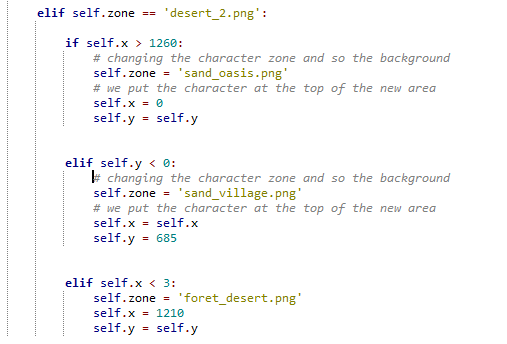 elif self.zone == 'desert_2.png':
if self.x > 1260:
# changing the character zone and so the background
self.zone = 'sand_oasis.png'
# we put the character at the top of the new area
self.x = 0
self.y = self.y
elif self.y < 0:
# changing the character zone and so the background
self.zone = 'sand_village.png'
# we put the character at the top of the new area
self.x = self.x
self.y = 685
elif self.x < 3:
self.zone = 'foret_desert.png'
self.x = 1210
self.y = self.y